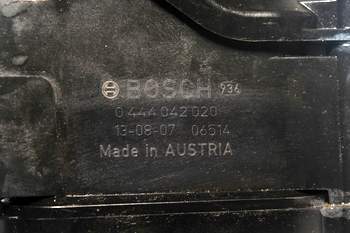 BOSCH 934
0 444 042 020
13-08-07 06514
Made in AUSTRIA